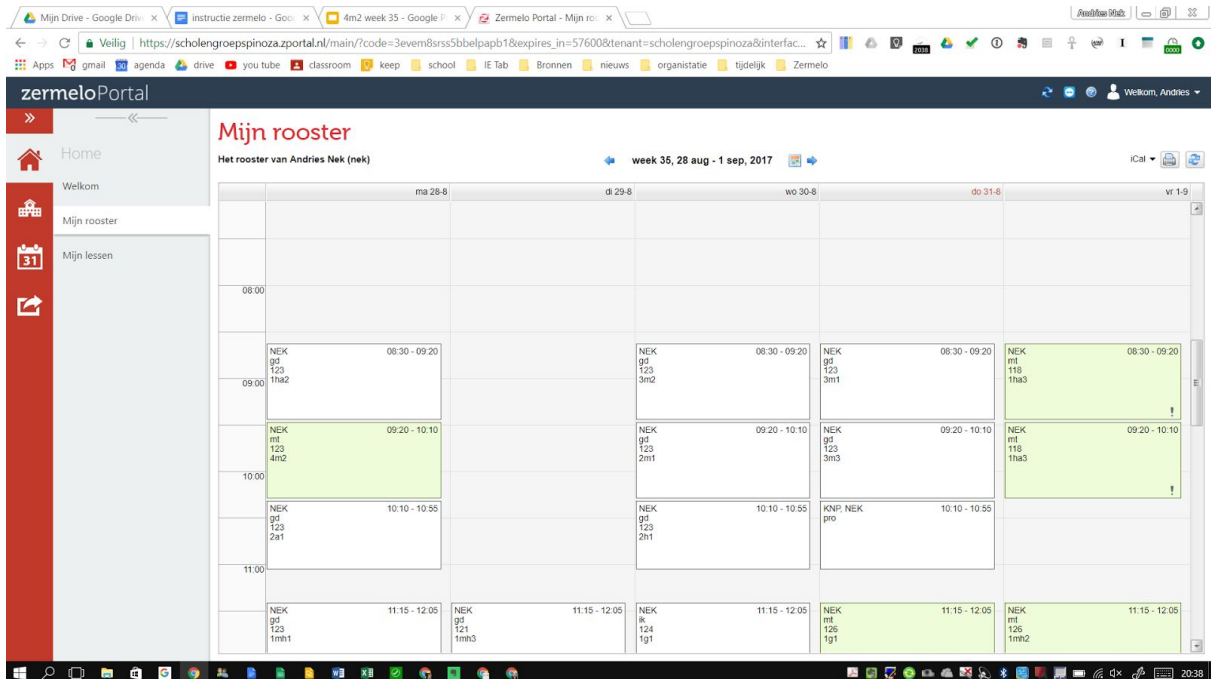 Mijn Drive - Google Driv
instructie zermelo - Goo
4m2 week 35 - Google P
Zermelo Portal - Mijn roo
Andries Nek
Veilig | https://scholengroepspinoza.zportal.nl/main/?code=3evem8srss5bbelpapb1&expires_in=57600&tenant=scholengroepspinoza&interfac...
Apps gmail agenda drive you tube classroom keep school IE Tab Bronnen nieuws organistatie tijdelijk Zermelo
zermeloPortal
Welkom, Andries
Home
Welkom
Mijn rooster
Mijn lessen
31
Mijn rooster
Het rooster van Andries Nek (nek)
week 35, 28 aug - 1 sep, 2017
iCal
ma 28-8 di 29-8 wo 30-8 do 31-8 vr 1-9
08:00
09:00
10:00
11:00
NEK 08:30 - 09:20
gd
123
1ha2
NEK 09:20 - 10:10
mt
123
4m2
NEK 10:10 - 10:55
gd
123
2a1
NEK 11:15 - 12:05
gd
123
1mh1
NEK 11:15 - 12:05
gd
121
1mh3
NEK 08:30 - 09:20
gd
123
3m2
NEK 09:20 - 10:10
gd
123
2m1
NEK 10:10 - 10:55
gd
123
2h1
NEK 11:15 - 12:05
ik
124
1g1
NEK 08:30 - 09:20
gd
123
3m1
NEK 09:20 - 10:10
gd
123
3m3
KNP, NEK 10:10 - 10:55
pro
NEK 11:15 - 12:05
mt
126
1g1
NEK 08:30 - 09:20
mt
118
1ha3
!
NEK 09:20 - 10:10
mt
118
1ha3
!
NEK 11:15 - 12:05
mt
126
1mh2
20:38